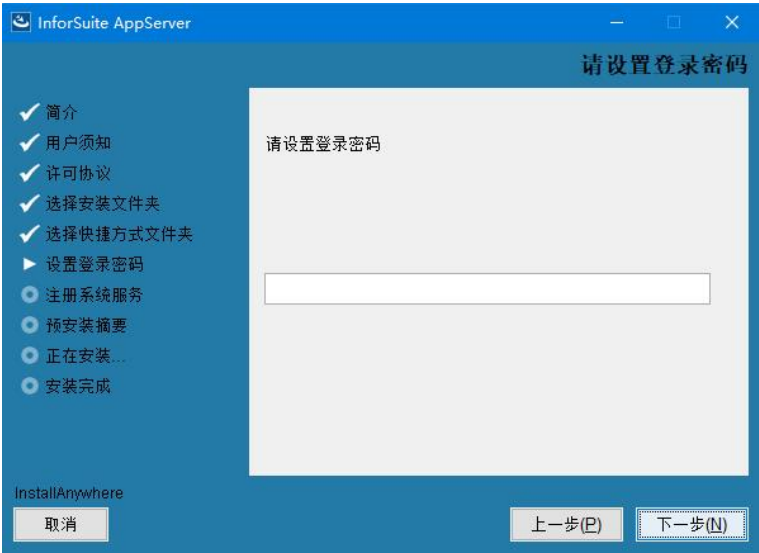 InforSuite AppServer
请设置登录密码
简介
用户须知
许可协议
选择安装文件夹
选择快捷方式文件夹
设置登录密码
注册系统服务
预安装摘要
正在安装...
安装完成
请设置登录密码
InstallAnywhere
取消
上一步(P)
下一步(N)